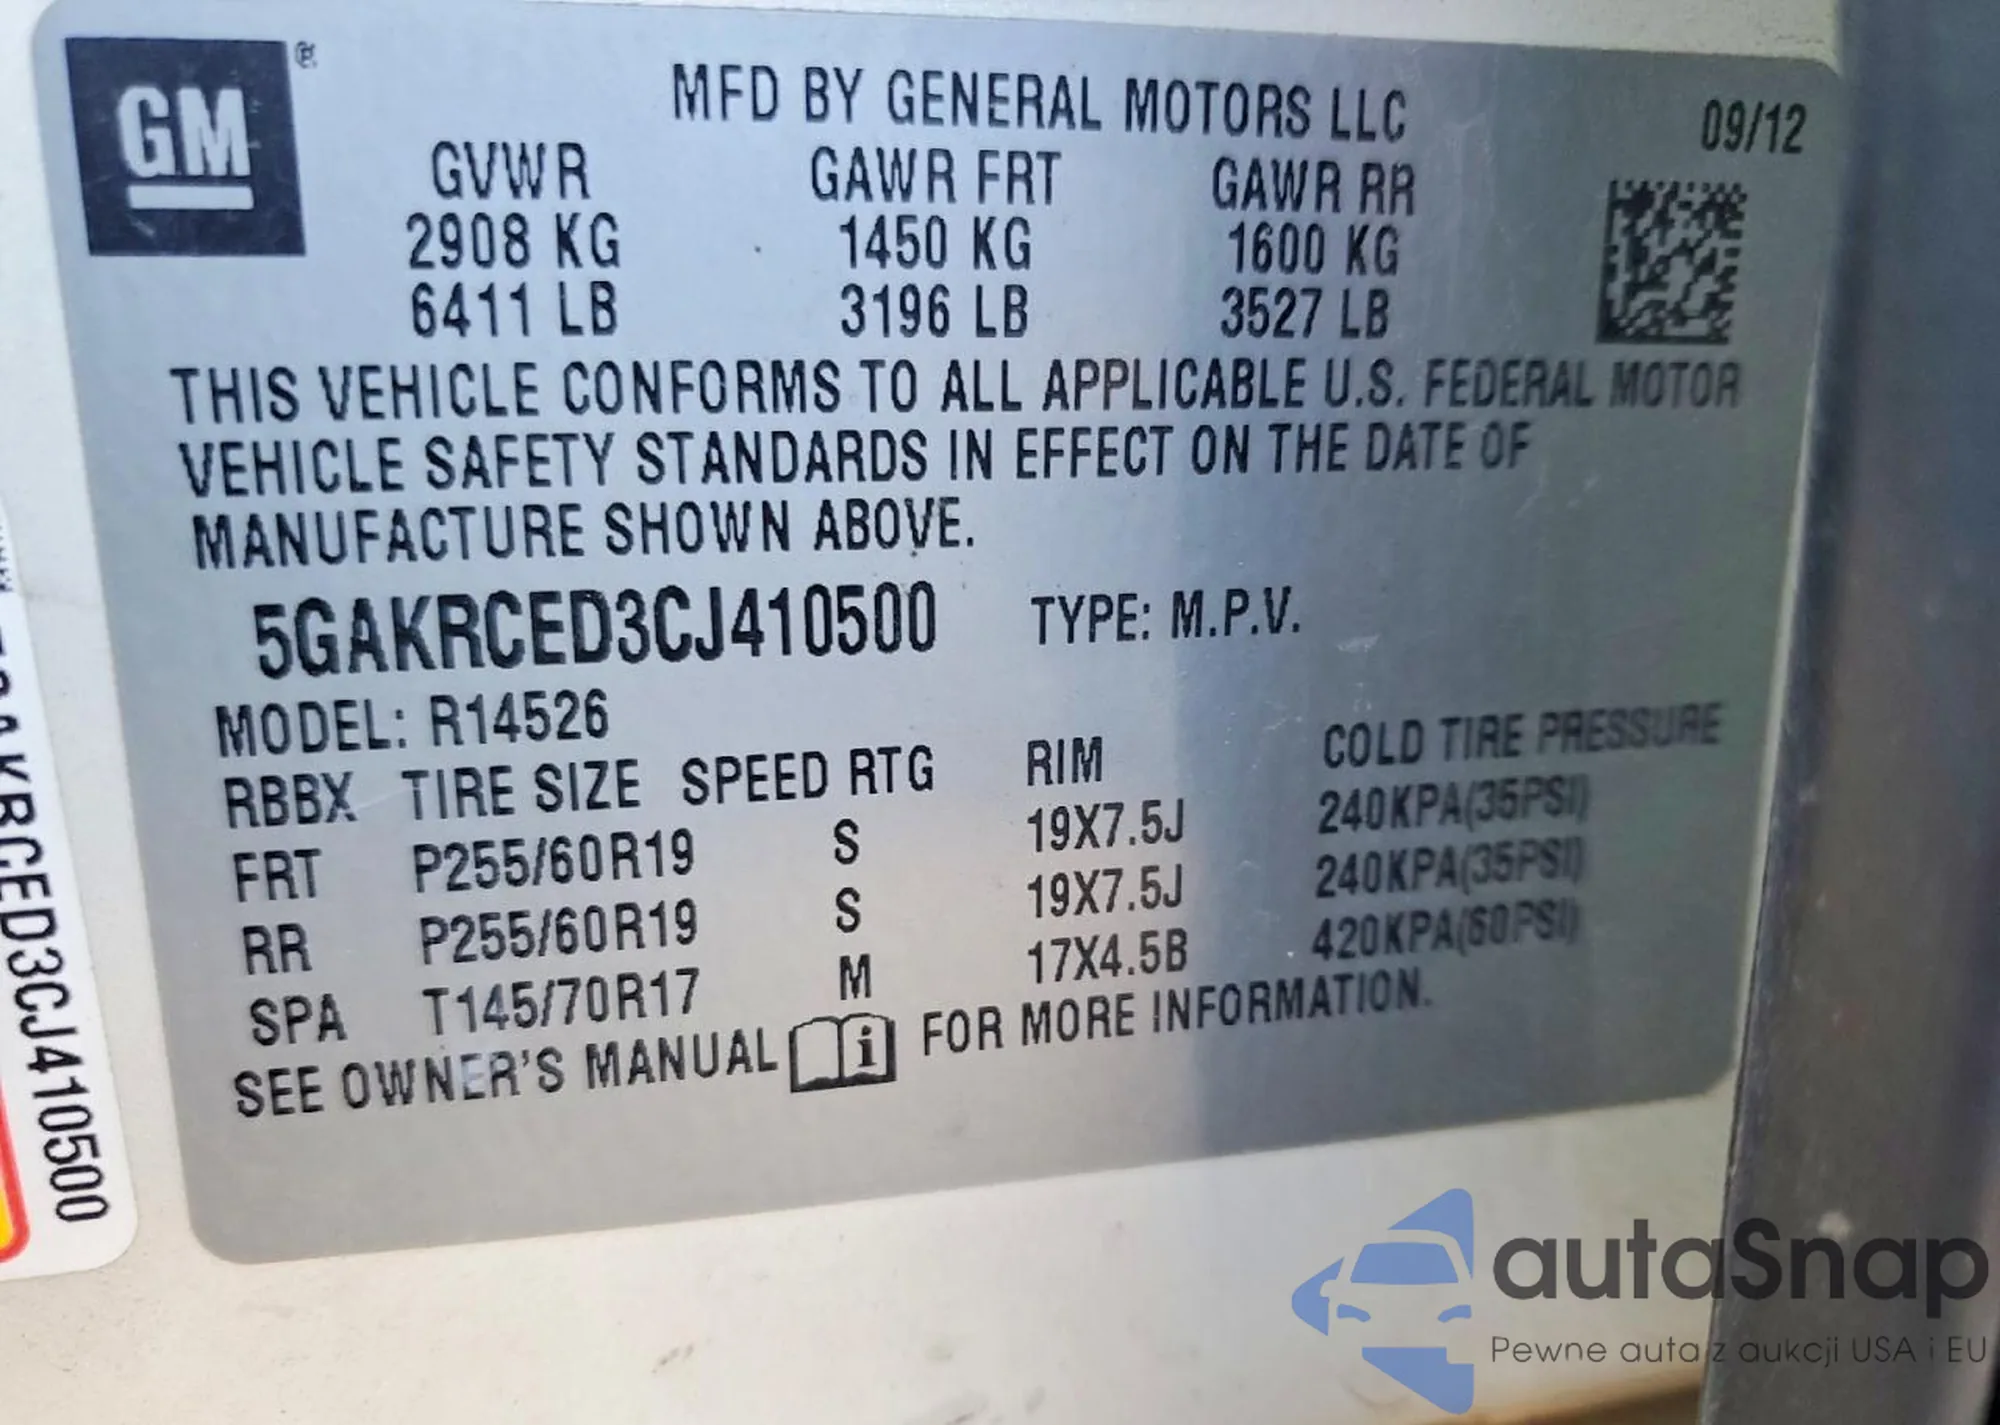 GM®
MFD BY GENERAL MOTORS LLC
09/12
GVWR GAWR FRT GAWR RR
2908 KG 1450 KG 1600 KG
6411 LB 3196 LB 3527 LB
THIS VEHICLE CONFORMS TO ALL APPLICABLE U.S. FEDERAL MOTOR
VEHICLE SAFETY STANDARDS IN EFFECT ON THE DATE OF
MANUFACTURE SHOWN ABOVE.
5GAKRCED3CJ410500 TYPE: M.P.V.
MODEL: R14526
RBBX TIRE SIZE SPEED RTG RIM COLD TIRE PRESSURE
FRT P255/60R19 S 19X7.5J 240KPA(35PSI)
RR P255/60R19 S 19X7.5J 240KPA(35PSI)
SPA T145/70R17 M 17X4.5B 420KPA(60PSI)
SEE OWNER'S MANUAL i FOR MORE INFORMATION.
AKRCED3CJ410500
autaSnap
Pewne auta z aukcji USA i EU